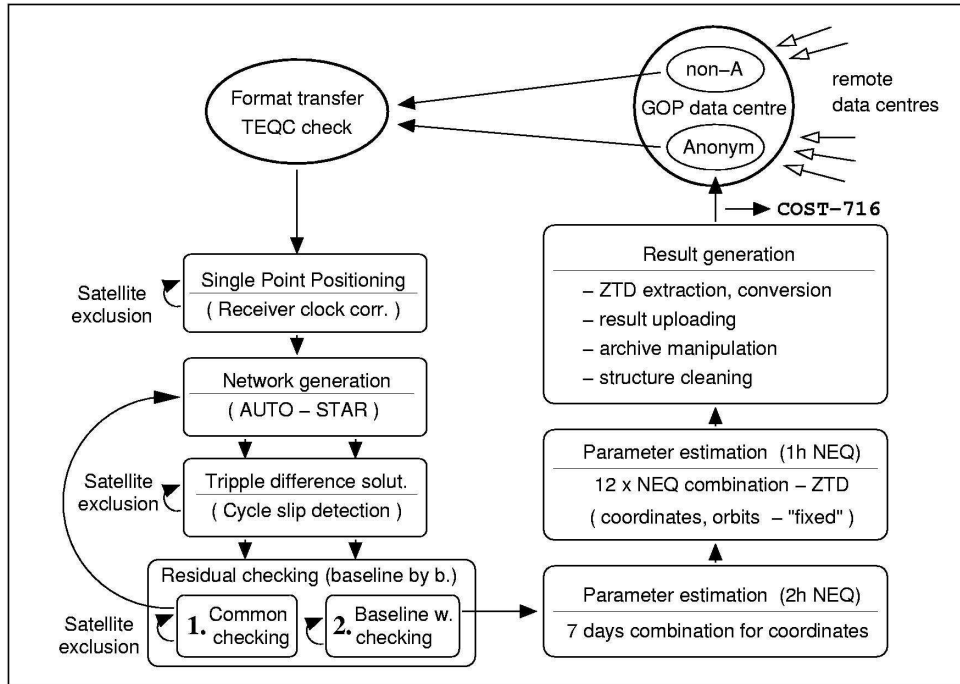 Format transfer
TEQC check
non–A
GOP data centre
Anonym
remote
data centres
COST–716
Satellite
exclusion
Single Point Positioning
( Receiver clock corr. )
Network generation
( AUTO – STAR )
Satellite
exclusion
Tripple difference solut.
( Cycle slip detection )
Residual checking (baseline by b.)
Satellite
exclusion
1. Common
checking
2. Baseline w.
checking
Result generation
– ZTD extraction, conversion
– result uploading
– archive manipulation
– structure cleaning
Parameter estimation (1h NEQ)
12 x NEQ combination – ZTD
( coordinates, orbits – "fixed" )
Parameter estimation (2h NEQ)
7 days combination for coordinates